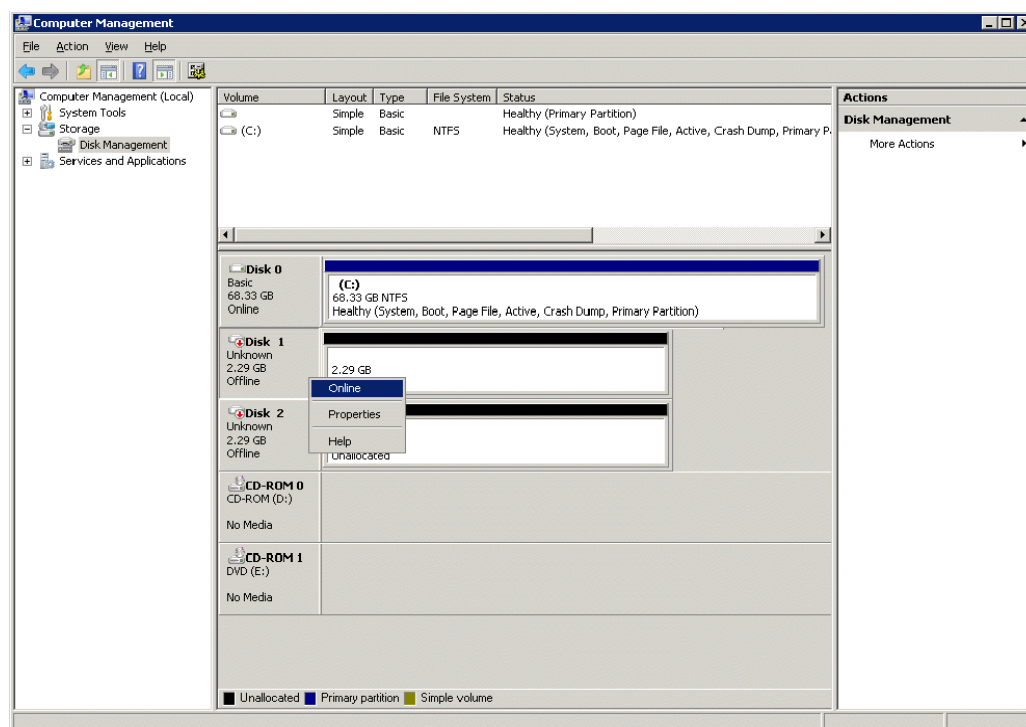 Computer Management
File Action View Help
Computer Management (Local)
System Tools
Storage
Disk Management
Services and Applications
Volume Layout Type File System Status
Simple Basic Healthy (Primary Partition)
(C:) Simple Basic NTFS Healthy (System, Boot, Page File, Active, Crash Dump, Primary P
Actions
Disk Management
More Actions
Disk 0
Basic
68.33 GB
Online
(C:)
68.33 GB NTFS
Healthy (System, Boot, Page File, Active, Crash Dump, Primary Partition)
Disk 1
Unknown
2.29 GB
Offline
2.29 GB
Online
Properties
Help
Disk 2
Unknown
2.29 GB
Offline
Unallocated
CD-ROM 0
CD-ROM (D:)
No Media
CD-ROM 1
DVD (E:)
No Media
Unallocated Primary partition Simple volume